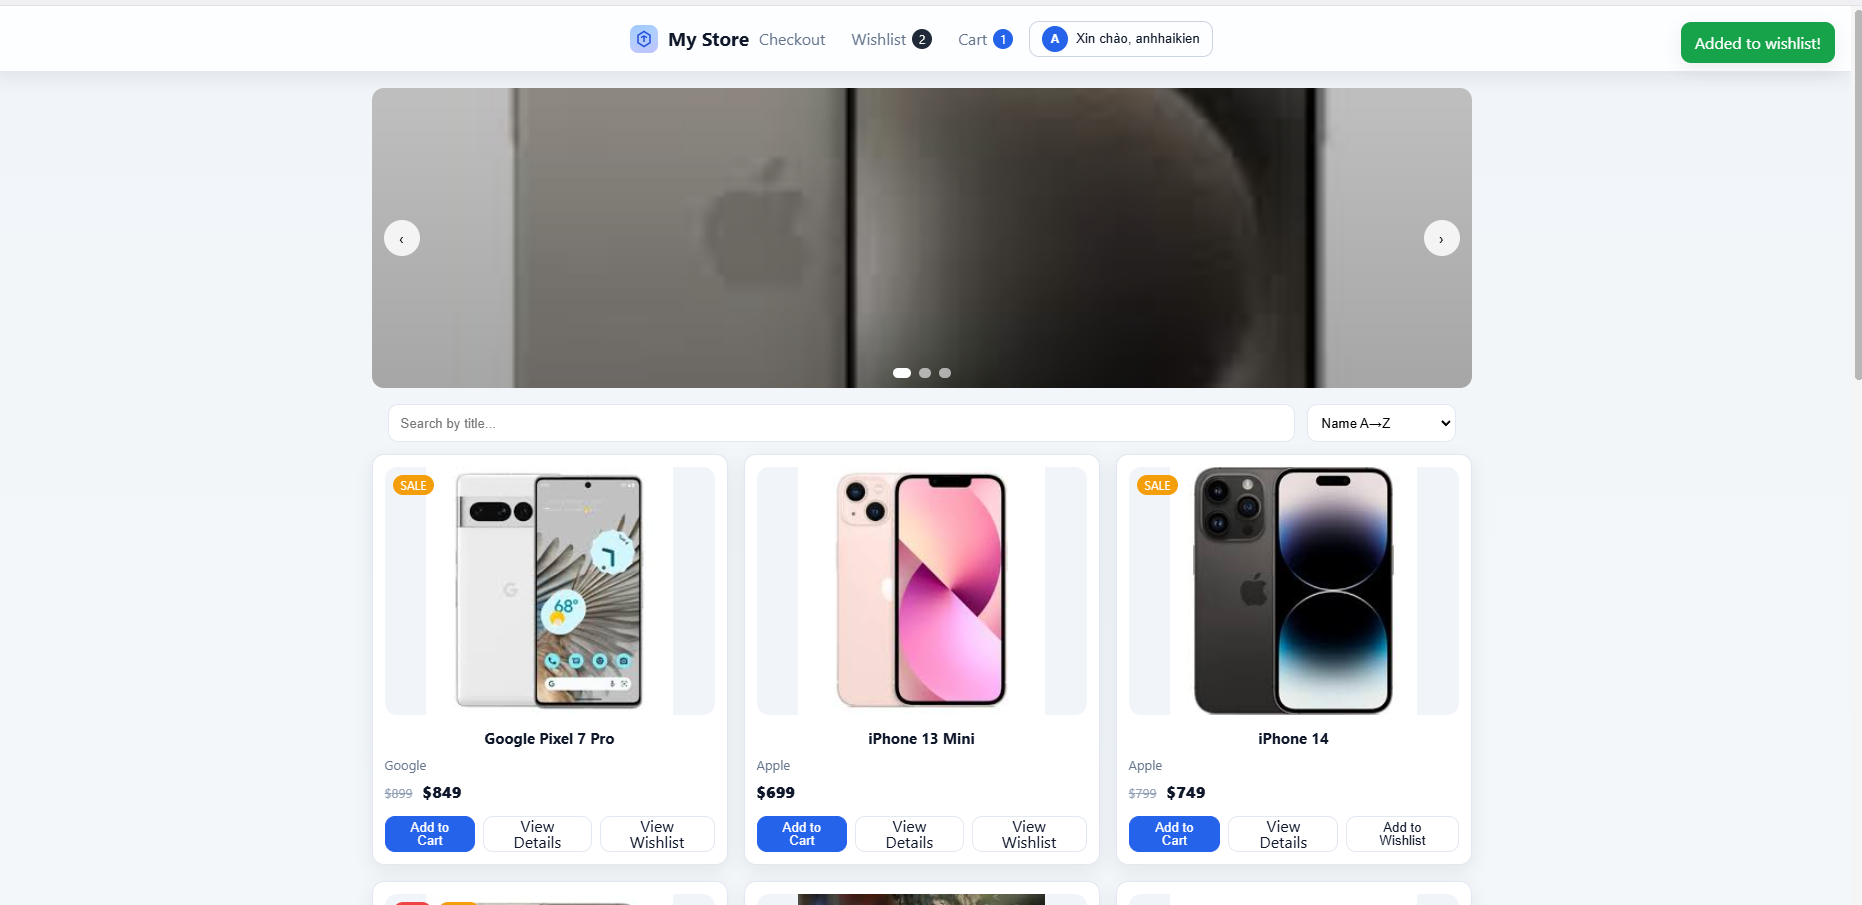 My Store
Checkout
Wishlist 2
Cart 1
A Xin chào, anhhaikien
Added to wishlist!
‹
›
Search by title...
Name A→Z
SALE
68°
G
Google Pixel 7 Pro
Google
$899 $849
Add to
Cart
View
Details
View
Wishlist
iPhone 13 Mini
Apple
$699
Add to
Cart
View
Details
View
Wishlist
SALE
iPhone 14
Apple
$799 $749
Add to
Cart
View
Details
Add to
Wishlist